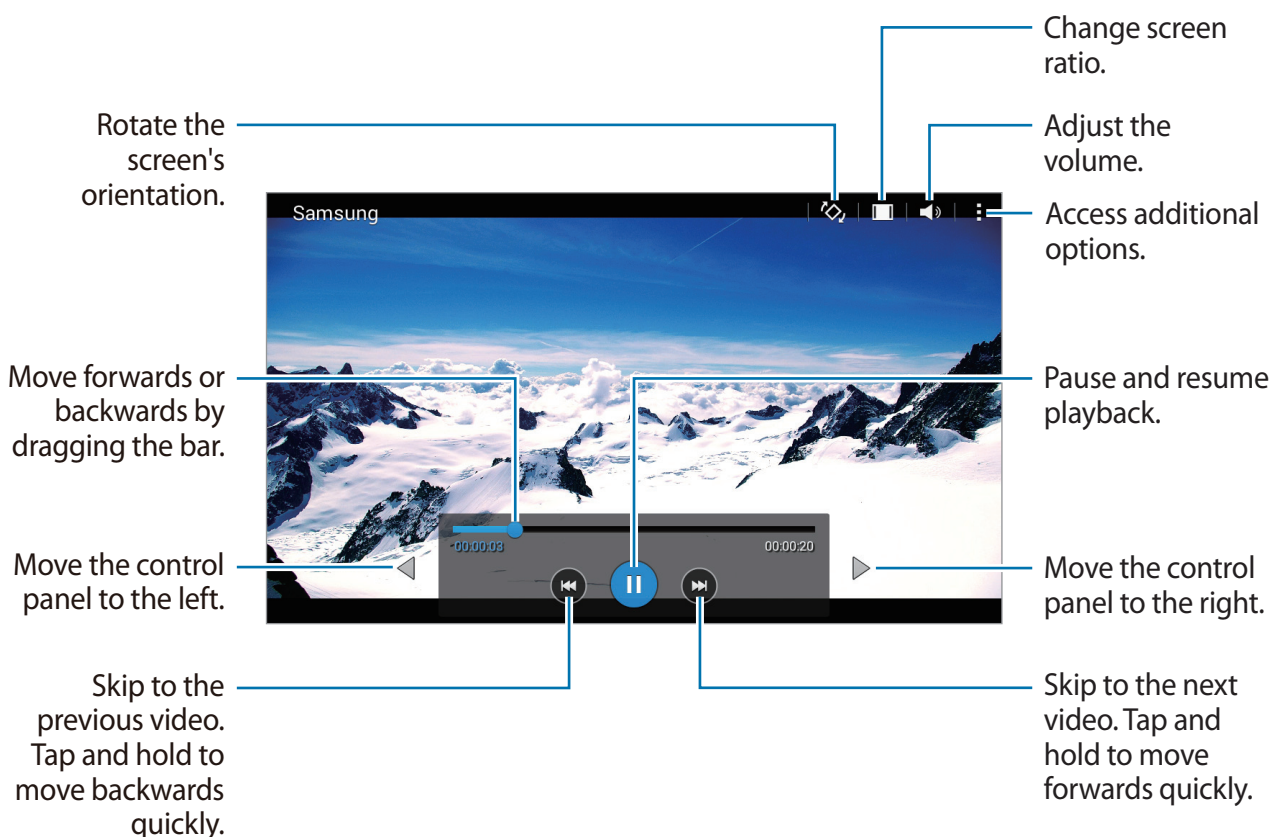 Change screen
ratio.
Rotate the
screen's
orientation.
Adjust the
volume.
Access additional
options.
Samsung
Move forwards or
backwards by
dragging the bar.
Pause and resume
playback.
00:00:03
00:00:20
Move the control
panel to the left.
Move the control
panel to the right.
Skip to the
previous video.
Tap and hold to
move backwards
quickly.
Skip to the next
video. Tap and
hold to move
forwards quickly.